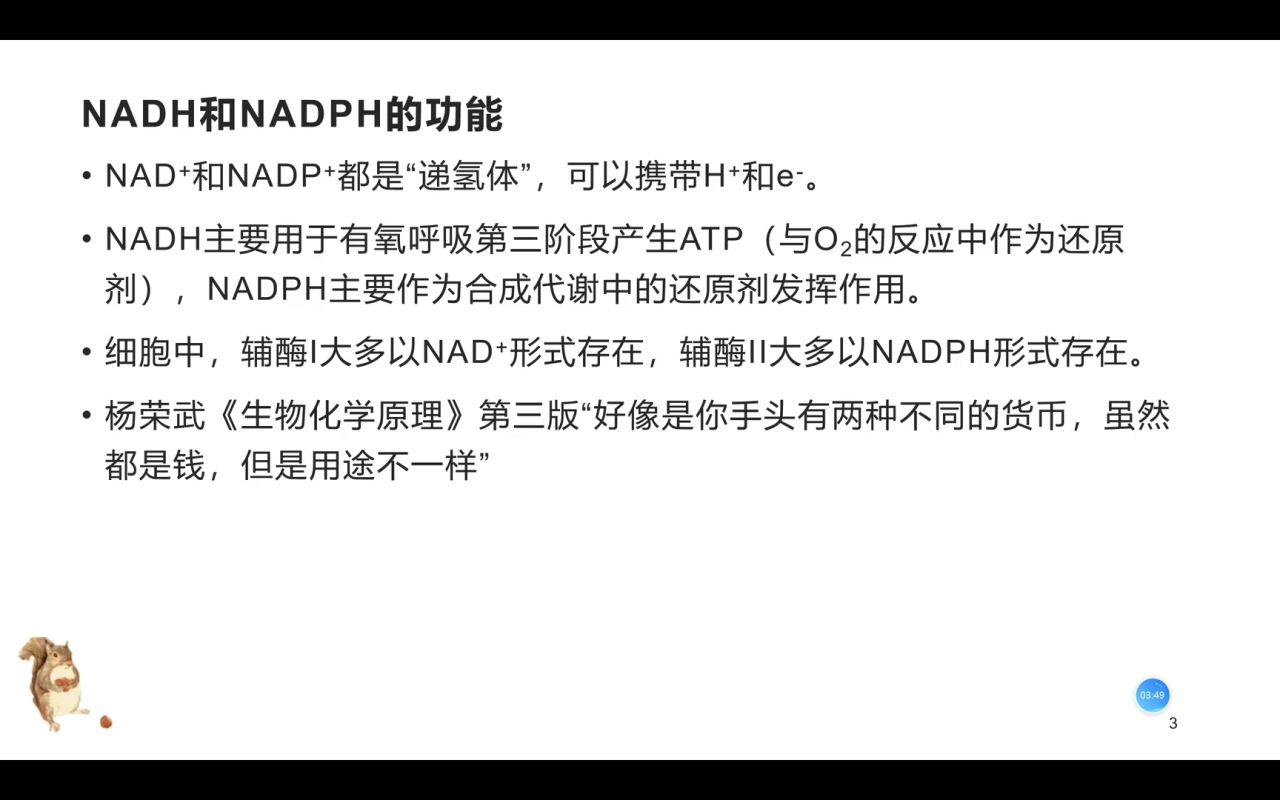 NADH和NADPH的功能
• NAD⁺和NADP⁺都是“递氢体”，可以携带H⁺和e⁻。
• NADH主要用于有氧呼吸第三阶段产生ATP（与O₂的反应中作为还原
剂），NADPH主要作为合成代谢中的还原剂发挥作用。
• 细胞中，辅酶I大多以NAD⁺形式存在，辅酶II大多以NADPH形式存在。
• 杨荣武《生物化学原理》第三版“好像是你手头有两种不同的货币，虽然
都是钱，但是用途不一样”
03:49
3